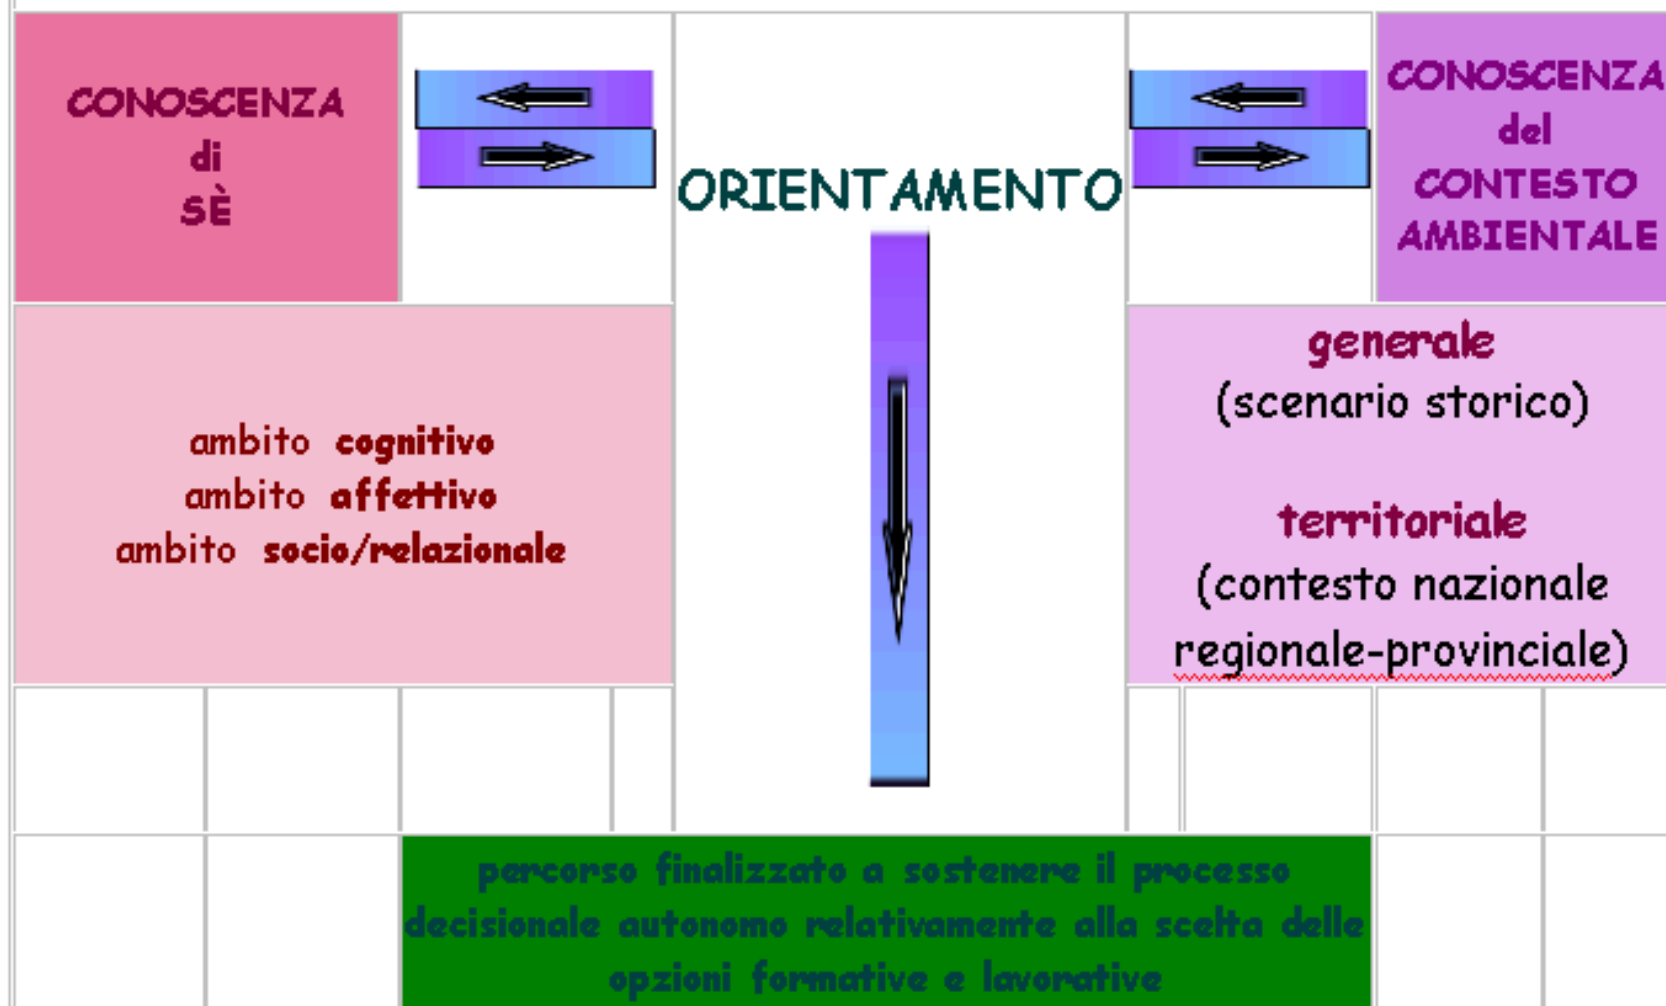 CONOSCENZA
di
SÈ
ORIENTAMENTO
CONOSCENZA
del
CONTESTO
AMBIENTALE
ambito cognitivo
ambito affettivo
ambito socio/relazionale
generale
(scenario storico)
territoriale
(contesto nazionale
regionale-provinciale)
percorso finalizzato a sostenere il processo
decisionale autonomo relativamente alla scelta delle
opzioni formative e lavorative